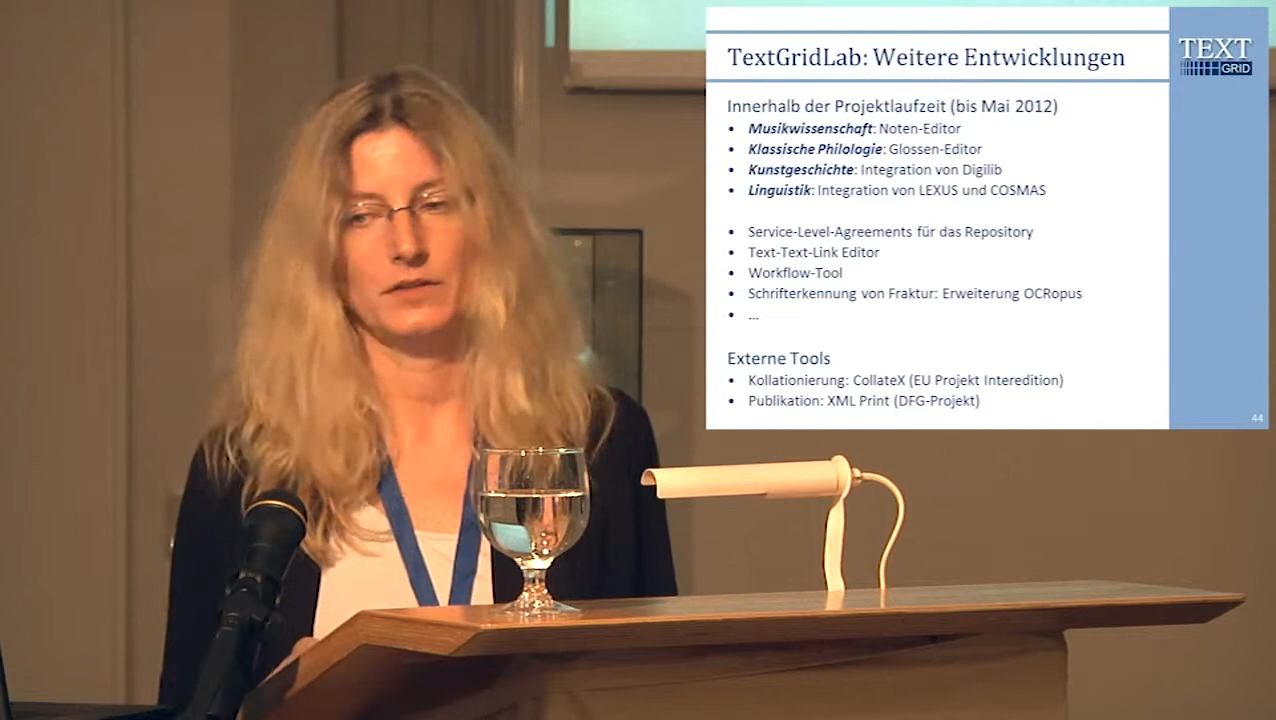 TextGridLab: Weitere Entwicklungen
TEXT
GRID
Innerhalb der Projektlaufzeit (bis Mai 2012)
• Musikwissenschaft: Noten-Editor
• Klassische Philologie: Glossen-Editor
• Kunstgeschichte: Integration von Digilib
• Linguistik: Integration von LEXUS und COSMAS
• Service-Level-Agreements für das Repository
• Text-Text-Link Editor
• Workflow-Tool
• Schrifterkennung von Fraktur: Erweiterung OCRopus
• ...
Externe Tools
• Kollationierung: CollateX (EU Projekt Interedition)
• Publikation: XML Print (DFG-Projekt)
44